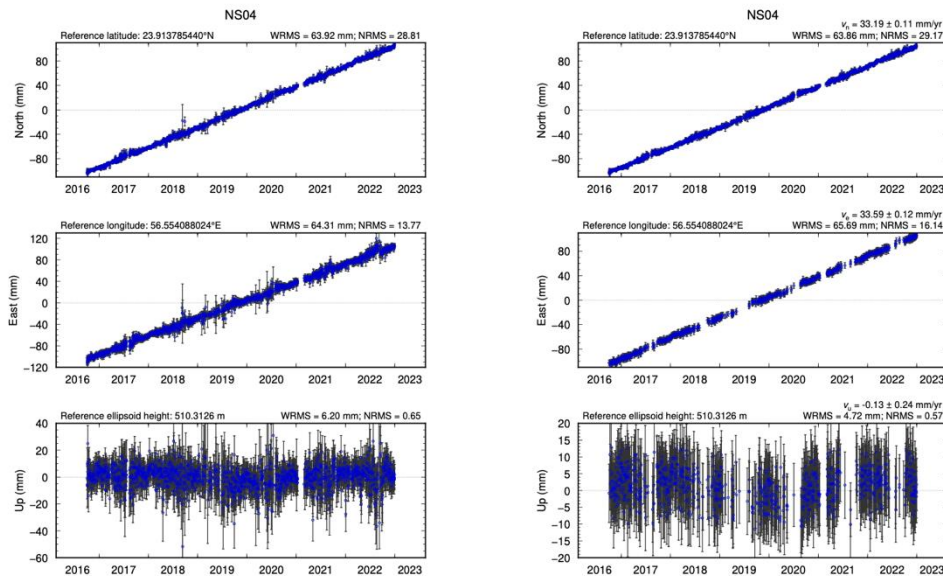 NS04
Reference latitude: 23.913785440°N WRMS = 63.92 mm; NRMS = 28.81
North (mm)
80
40
0
−40
−80
2016 2017 2018 2019 2020 2021 2022 2023
Reference longitude: 56.554088024°E WRMS = 64.31 mm; NRMS = 13.77
East (mm)
120
80
40
0
−40
−80
−120
2016 2017 2018 2019 2020 2021 2022 2023
Reference ellipsoid height: 510.3126 m WRMS = 6.20 mm; NRMS = 0.65
Up (mm)
40
20
0
−20
−40
−60
2016 2017 2018 2019 2020 2021 2022 2023
NS04
vn = 33.19 ± 0.11 mm/yr
Reference latitude: 23.913785440°N WRMS = 63.86 mm; NRMS = 29.17
North (mm)
80
40
0
−40
−80
2016 2017 2018 2019 2020 2021 2022 2023
ve = 33.59 ± 0.12 mm/yr
Reference longitude: 56.554088024°E WRMS = 65.69 mm; NRMS = 16.14
East (mm)
80
40
0
−40
−80
2016 2017 2018 2019 2020 2021 2022 2023
vu = -0.13 ± 0.24 mm/yr
Reference ellipsoid height: 510.3126 m WRMS = 4.72 mm; NRMS = 0.57
Up (mm)
20
15
10
5
0
−5
−10
−15
−20
2016 2017 2018 2019 2020 2021 2022 2023